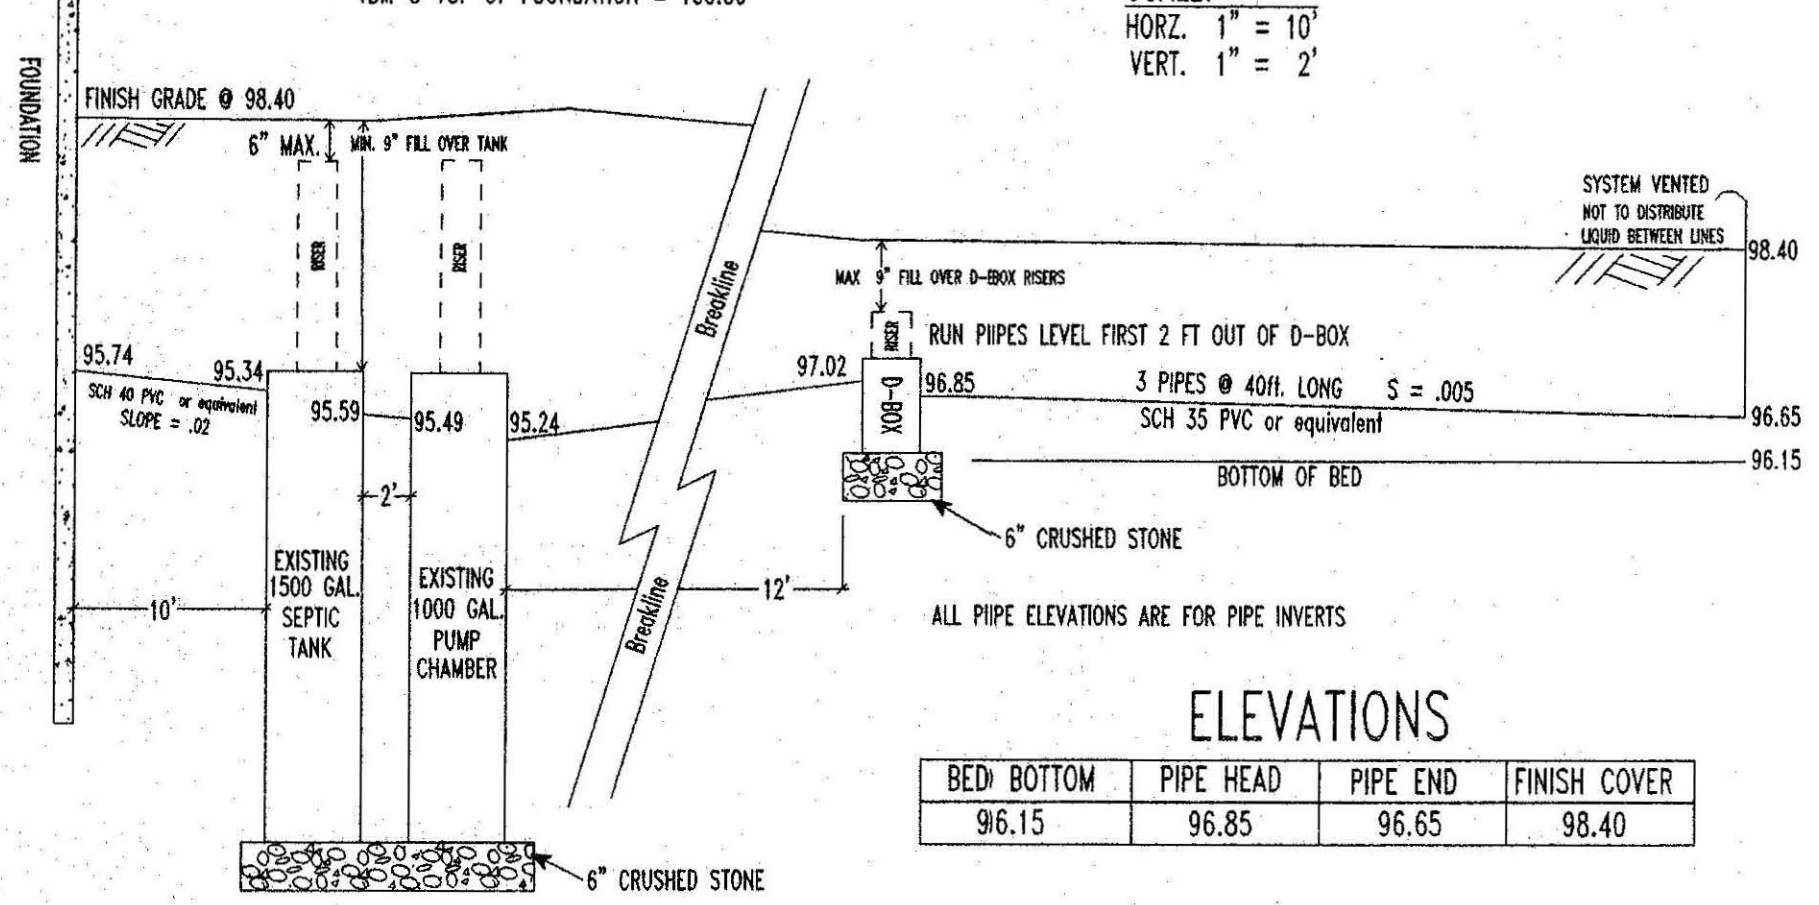 HORZ. 1" = 10'
VERT. 1" = 2'
FOUNDATION
FINISH GRADE @ 98.40
6" MAX.
MIN. 9" FILL OVER TANK
RISER
RISER
Breakline
SYSTEM VENTED
NOT TO DISTRIBUTE
LIQUID BETWEEN LINES
98.40
MAX 9" FILL OVER D-BBOX RISERS
RISER
RUN PIIPES LEVEL FIRST 2 FT OUT OF D-BOX
95.74
95.34
SCH 40 PVC or equivalent
SLOPE = .02
95.59
95.49
95.24
97.02
D-BOX
96.85
3 PIPES @ 40ft. LONG S = .005
SCH 35 PVC or equivalent
96.65
96.15
BOTTOM OF BED
2'
6" CRUSHED STONE
EXISTING
1500 GAL.
SEPTIC
TANK
EXISTING
1000 GAL.
PUMP
CHAMBER
10'
12'
Breakline
ALL PIIPE ELEVATIONS ARE FOR PIPE INVERTS
ELEVATIONS
BED BOTTOM PIPE HEAD PIPE END FINISH COVER
96.15 96.85 96.65 98.40
6" CRUSHED STONE